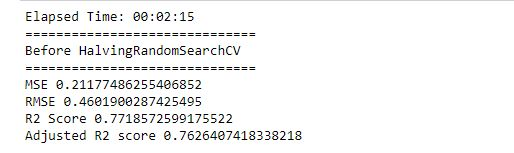 Elapsed Time: 00:02:15
==============================
Before HalvingRandomSearchCV
==============================
MSE 0.21177486255406852
RMSE 0.4601900287425495
R2 Score 0.7718572599175522
Adjusted R2 score 0.7626407418338218